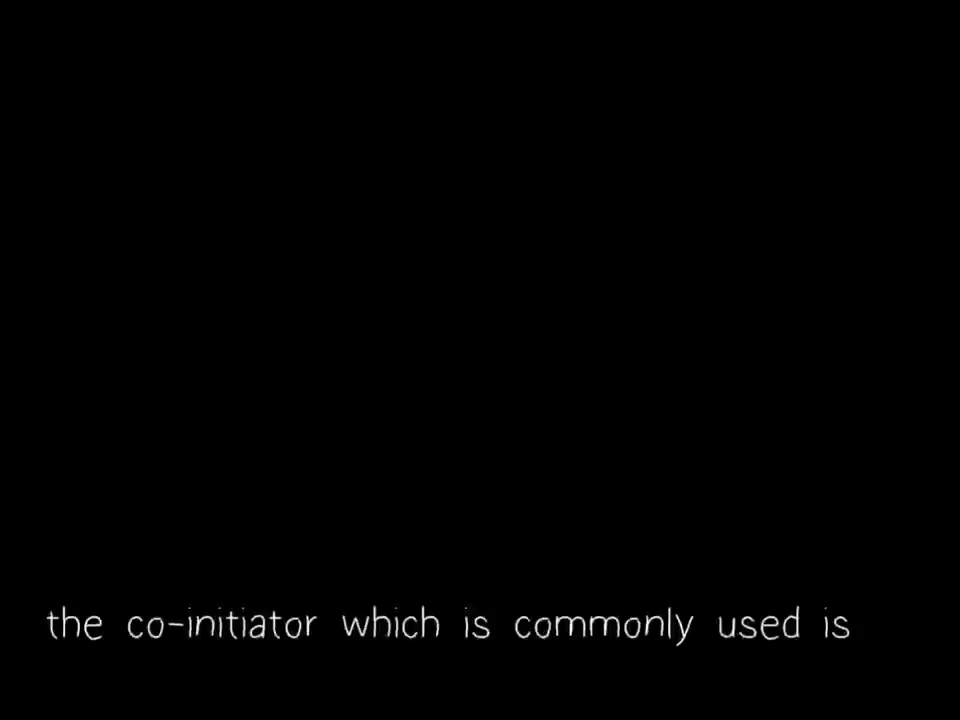 the co-initiator which is commonly used is